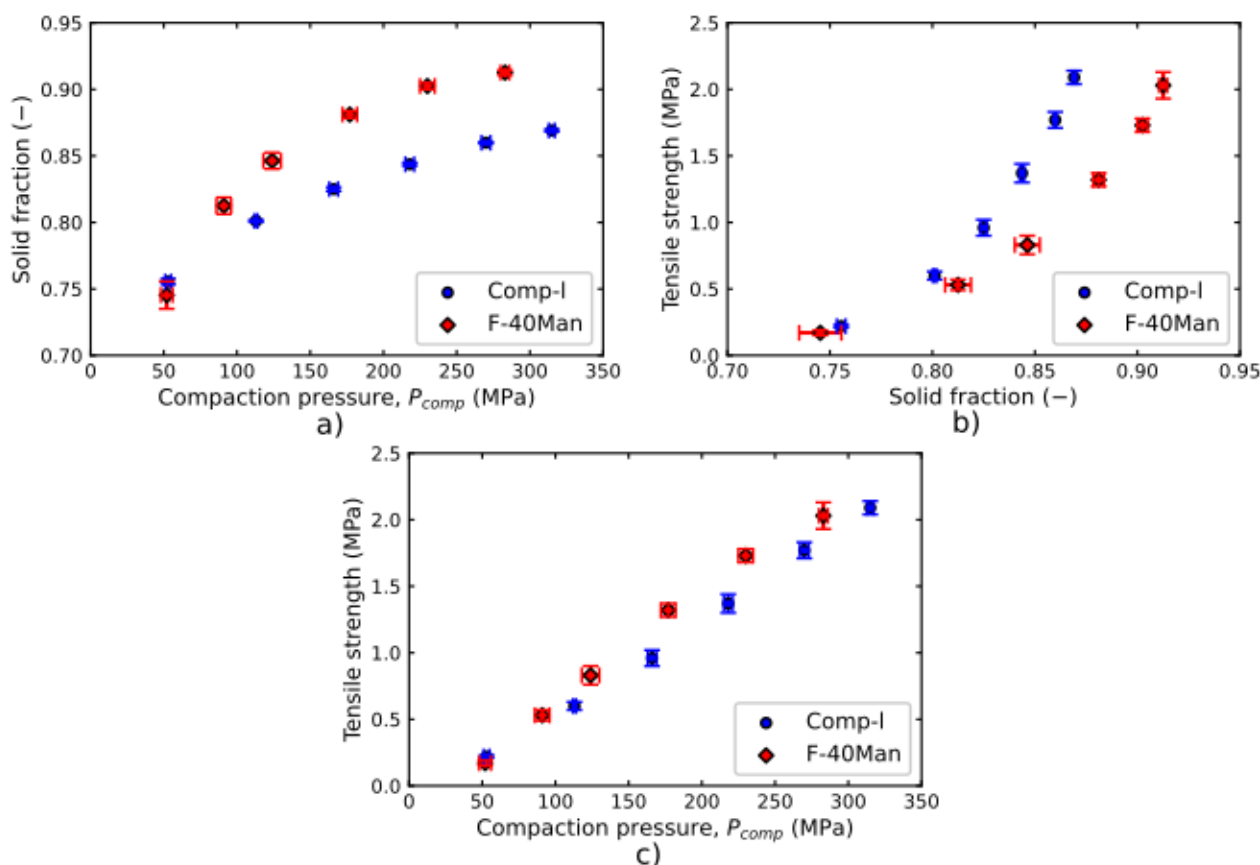 0.95
0.90
0.85
0.80
0.75
0.70
Solid fraction (−)
Comp-I
F-40Man
0 50 100 150 200 250 300 350
Compaction pressure, P_comp (MPa)
a)
2.5
2.0
1.5
1.0
0.5
0.0
Tensile strength (MPa)
Comp-I
F-40Man
0.70 0.75 0.80 0.85 0.90 0.95
Solid fraction (−)
b)
2.5
2.0
1.5
1.0
0.5
0.0
Tensile strength (MPa)
Comp-I
F-40Man
0 50 100 150 200 250 300 350
Compaction pressure, P_comp (MPa)
c)